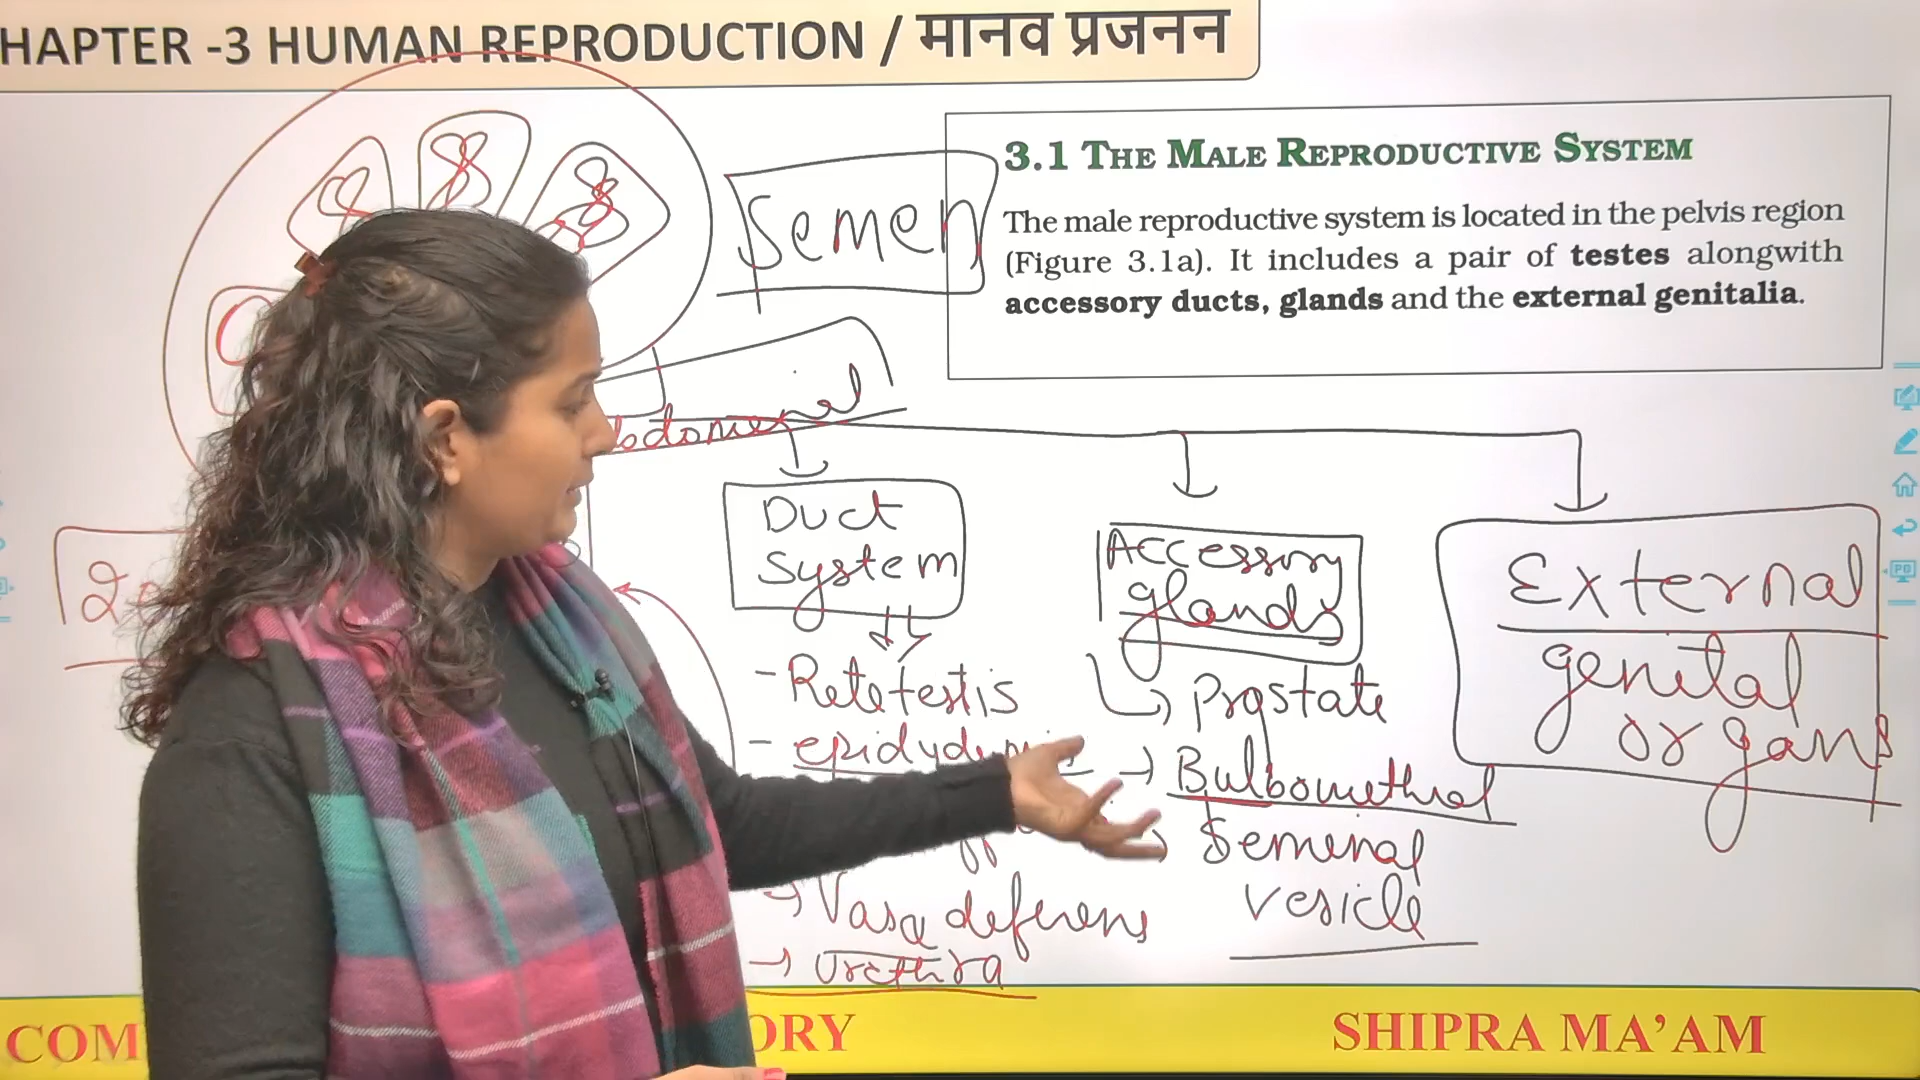 HAPTER -3 HUMAN REPRODUCTION / मानव प्रजनन
Semen
3.1 THE MALE REPRODUCTIVE SYSTEM
The male reproductive system is located in the pelvis region
(Figure 3.1a). It includes a pair of testes alongwith
accessory ducts, glands and the external genitalia.
Duct
System
- Rete testis
-
→ Vasa deferens
→ Urethra
Accessory
glands
→ Prostate
→ Bulbourethral
Seminal
vesicle
External
genital
organs
COM
ORY
SHIPRA MA'AM